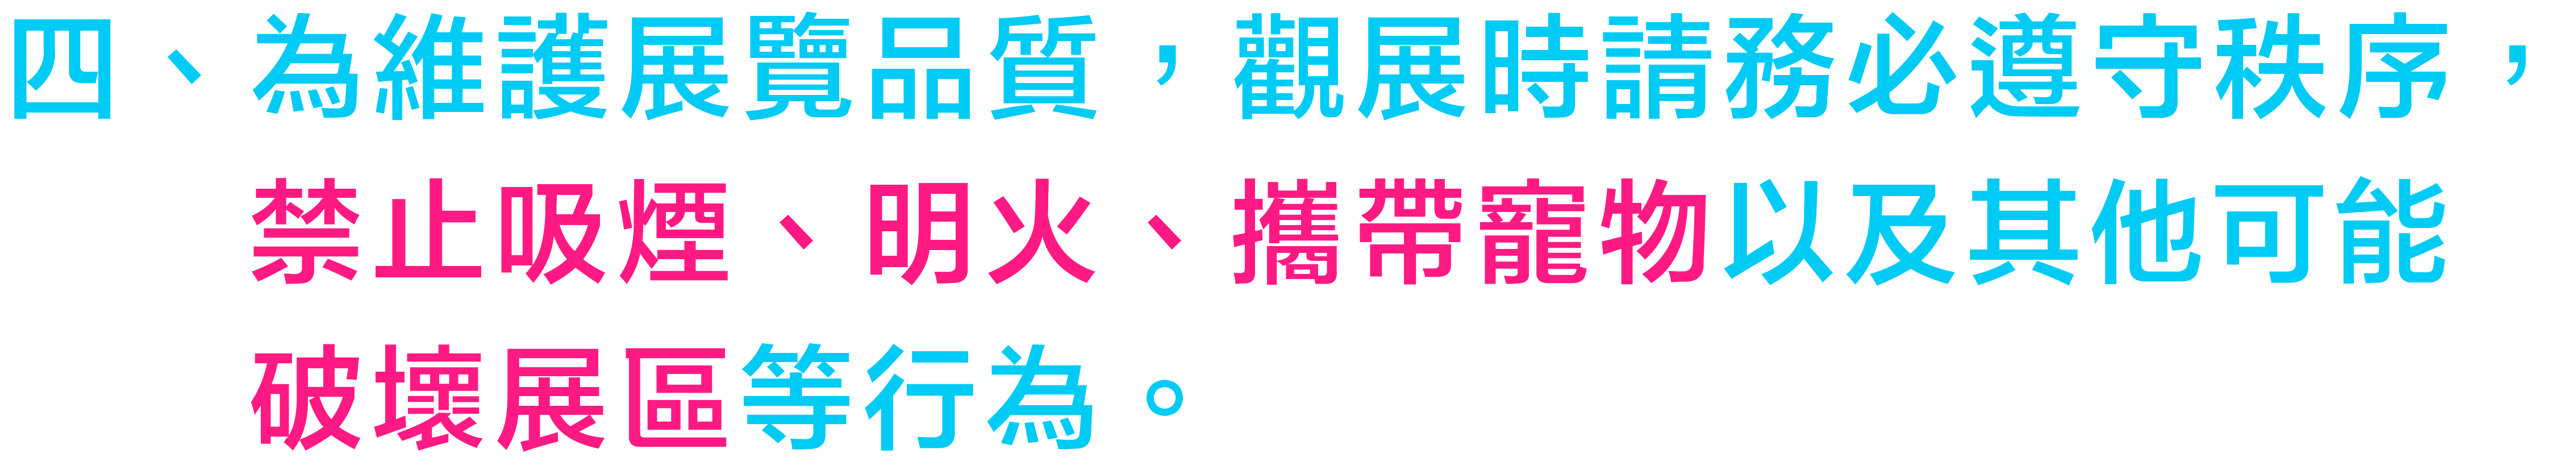 四、為維護展覽品質，觀展時請務必遵守秩序，
禁止吸煙、明火、攜帶寵物以及其他可能
破壞展區等行為。